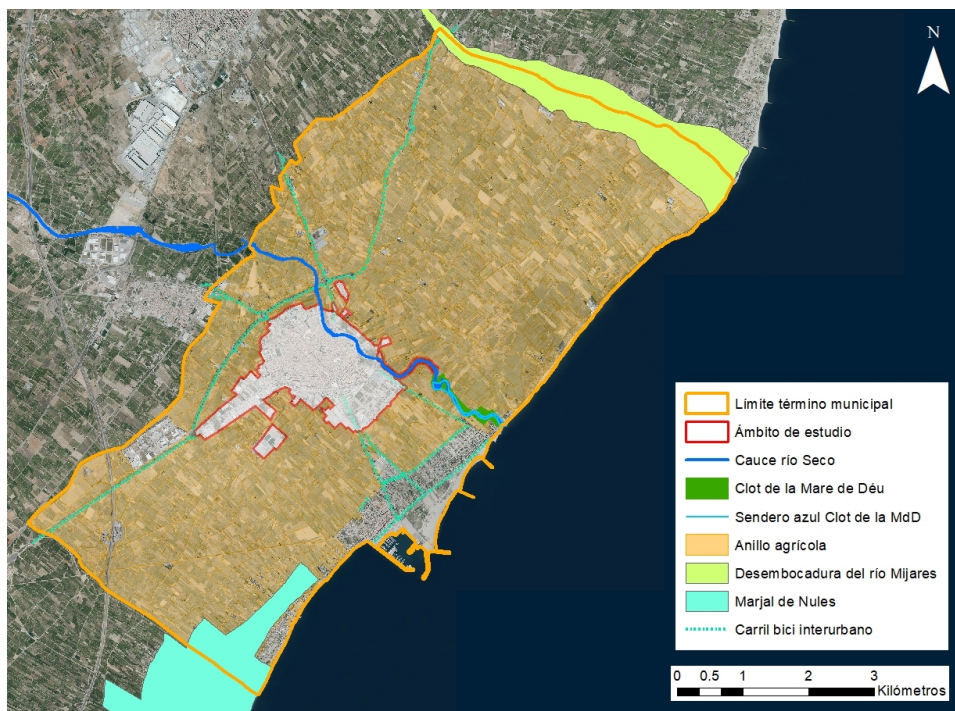 N
Límite término municipal
Ámbito de estudio
Cauce río Seco
Clot de la Mare de Déu
Sendero azul Clot de la MdD
Anillo agrícola
Desembocadura del río Mijares
Marjal de Nules
Carril bici interurbano
0 0.5 1 2 3
Kilómetros